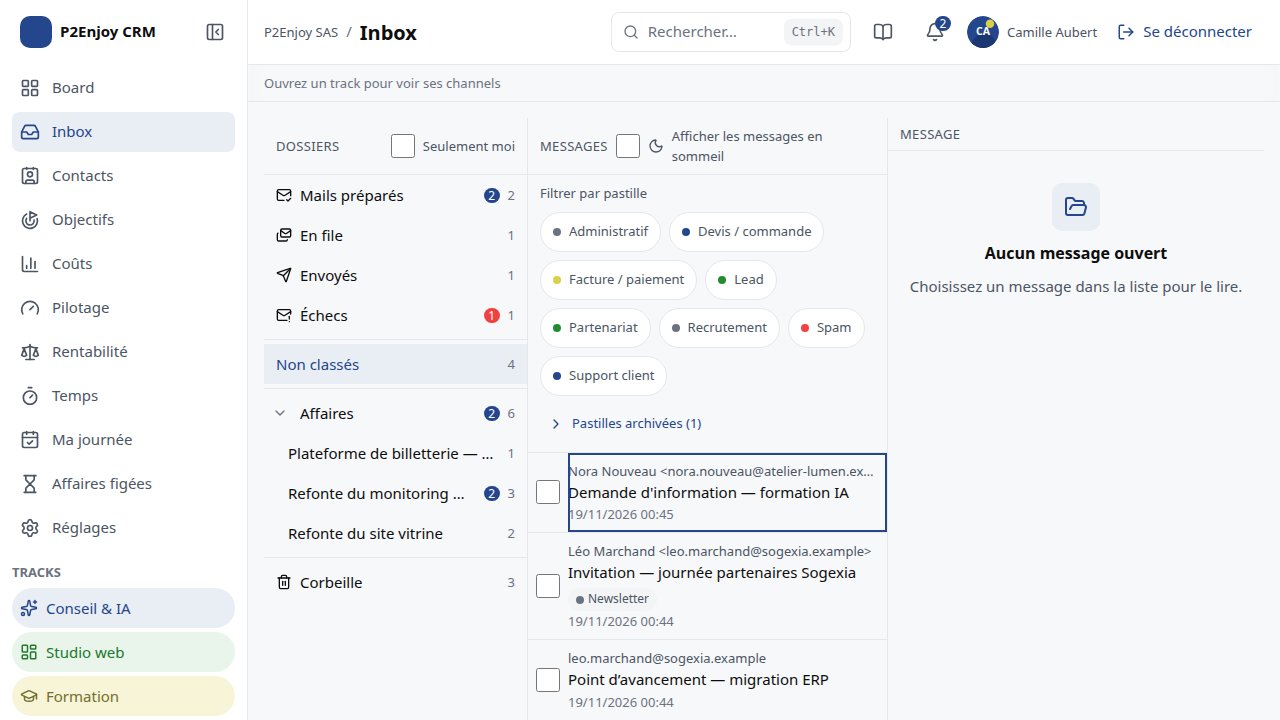 P2Enjoy CRM
Board
Inbox
Contacts
Objectifs
Coûts
Pilotage
Rentabilité
Temps
Ma journée
Affaires figées
Réglages
TRACKS
Conseil & IA
Studio web
Formation
P2Enjoy SAS / Inbox
Rechercher... Ctrl+K
2
CA Camille Aubert
Se déconnecter
Ouvrez un track pour voir ses channels
DOSSIERS Seulement moi
Mails préparés 2 2
En file 1
Envoyés 1
Échecs 1 1
Non classés 4
Affaires 2 6
Plateforme de billetterie — ... 1
Refonte du monitoring ... 2 3
Refonte du site vitrine 2
Corbeille 3
MESSAGES Afficher les messages en
sommeil
Filtrer par pastille
Administratif Devis / commande
Facture / paiement Lead
Partenariat Recrutement Spam
Support client
Pastilles archivées (1)
Nora Nouveau <nora.nouveau@atelier-lumen.ex...
Demande d'information — formation IA
19/11/2026 00:45
Léo Marchand <leo.marchand@sogexia.example>
Invitation — journée partenaires Sogexia
Newsletter
19/11/2026 00:44
leo.marchand@sogexia.example
Point d’avancement — migration ERP
19/11/2026 00:44
MESSAGE
Aucun message ouvert
Choisissez un message dans la liste pour le lire.